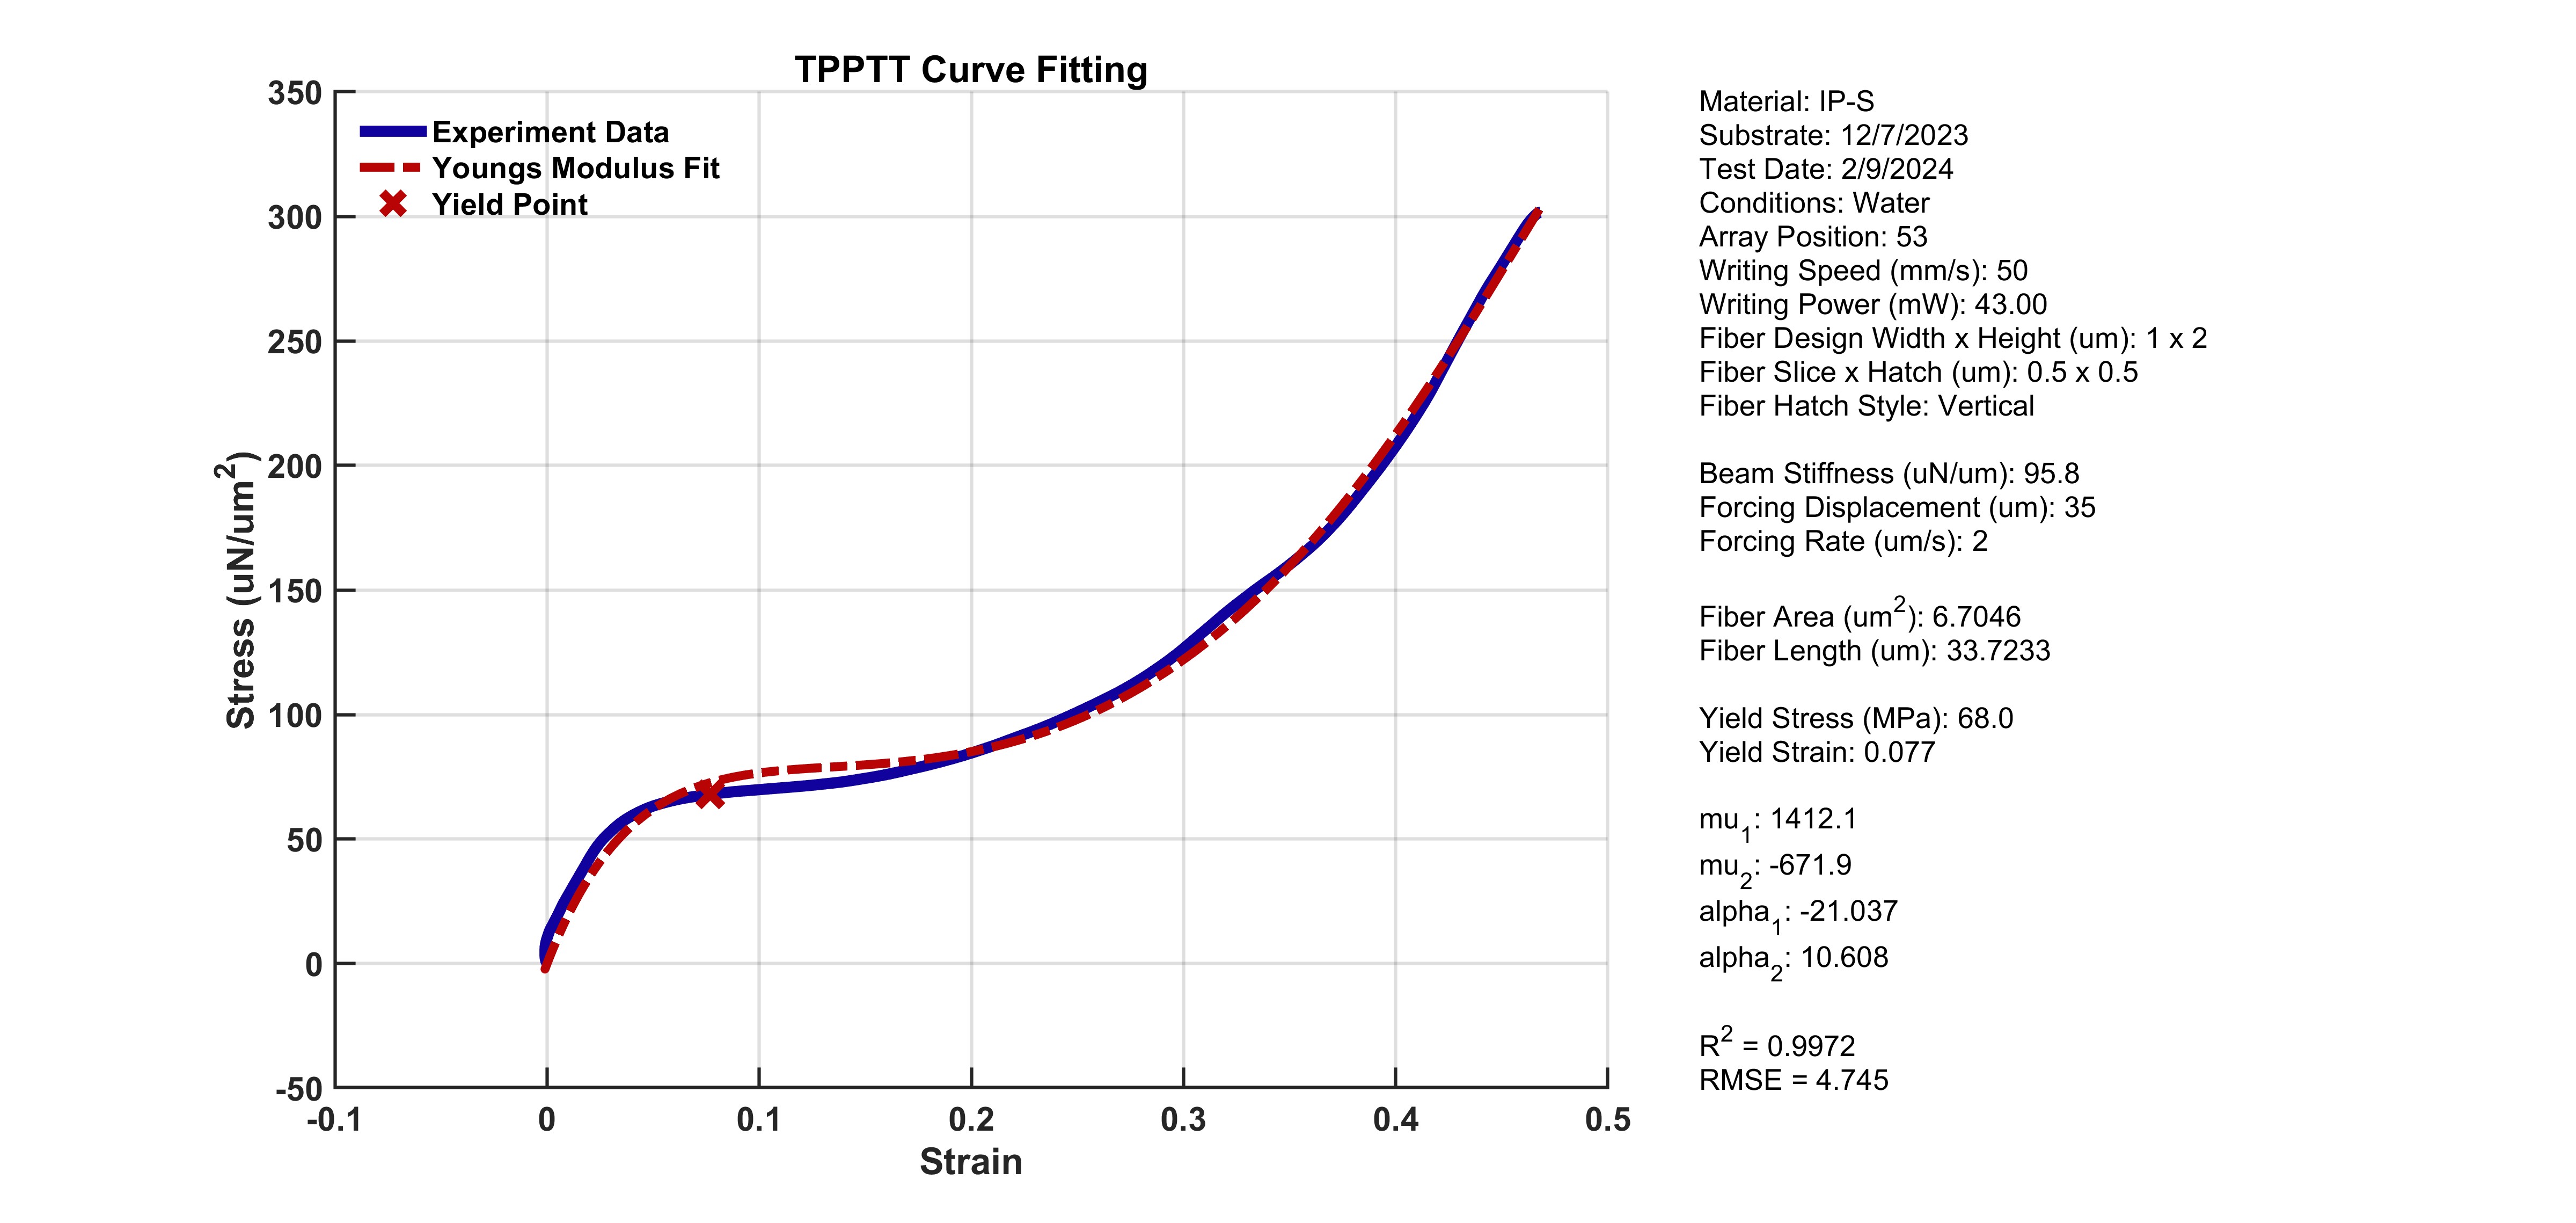 TPPTT Curve Fitting
350
300
250
200
150
100
50
0
-50
-0.1
0
0.1
0.2
0.3
0.4
0.5
Stress (uN/um²)
Strain
Experiment Data
Youngs Modulus Fit
Yield Point
Material: IP-S
Substrate: 12/7/2023
Test Date: 2/9/2024
Conditions: Water
Array Position: 53
Writing Speed (mm/s): 50
Writing Power (mW): 43.00
Fiber Design Width x Height (um): 1 x 2
Fiber Slice x Hatch (um): 0.5 x 0.5
Fiber Hatch Style: Vertical
Beam Stiffness (uN/um): 95.8
Forcing Displacement (um): 35
Forcing Rate (um/s): 2
Fiber Area (um²): 6.7046
Fiber Length (um): 33.7233
Yield Stress (MPa): 68.0
Yield Strain: 0.077
mu₁: 1412.1
mu₂: -671.9
alpha₁: -21.037
alpha₂: 10.608
R² = 0.9972
RMSE = 4.745